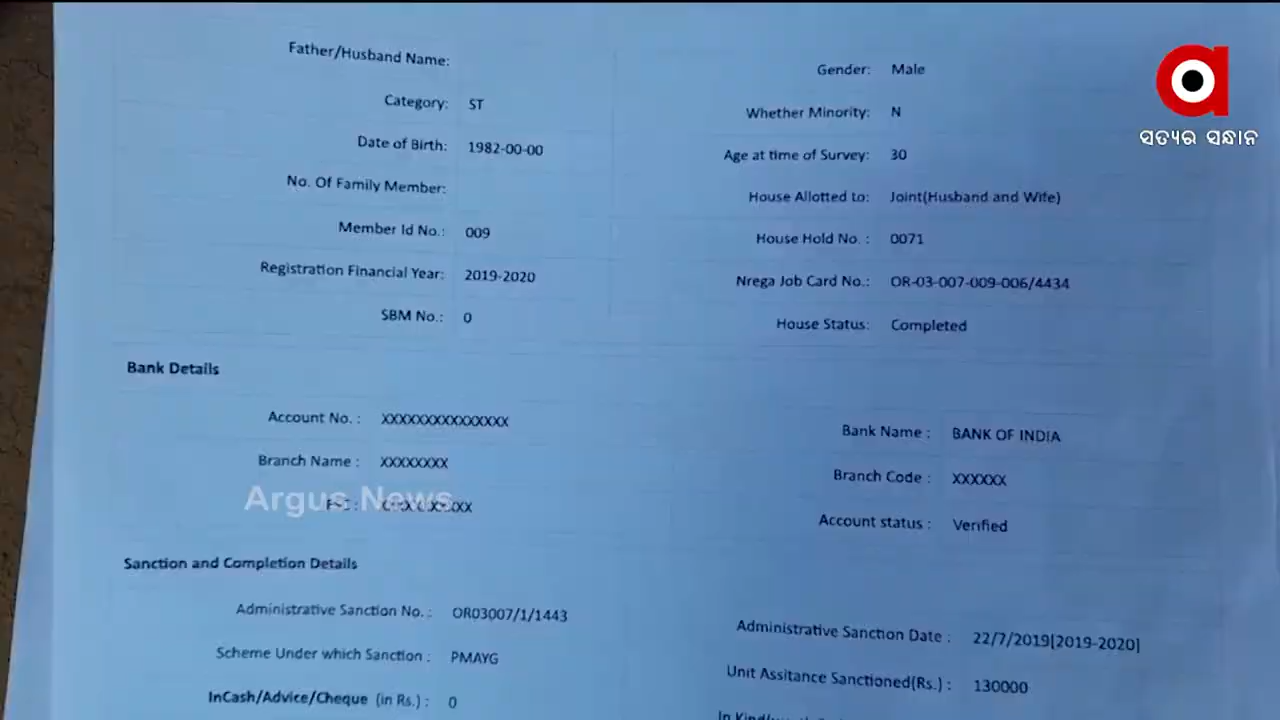 Father/Husband Name:
Gender: Male
Category: ST
Whether Minority: N
Date of Birth: 1982-00-00
Age at time of Survey: 30
No. Of Family Member:
House Allotted to: Joint(Husband and Wife)
Member Id No.: 009
House Hold No. : 0071
Registration Financial Year: 2019-2020
Nrega Job Card No.: OR-03-007-009-006/4434
SBM No.: 0
House Status: Completed
Bank Details
Account No. : XXXXXXXXXXXXXXX
Bank Name : BANK OF INDIA
Branch Name : XXXXXXXX
Branch Code : XXXXXX
Account status : Verified
Sanction and Completion Details
Administrative Sanction No. : OR03007/1/1443
Administrative Sanction Date : 22/7/2019[2019-2020]
Scheme Under which Sanction : PMAYG
Unit Assitance Sanctioned(Rs.) : 130000
InCash/Advice/Cheque (in Rs.) : 0
ସତ୍ୟର ସନ୍ଧାନ
Argus News